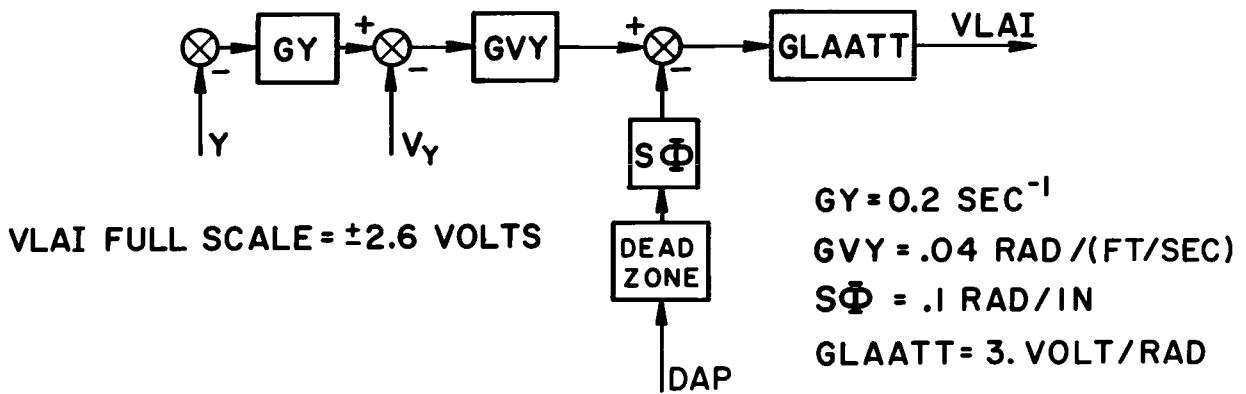 + + VLAI
GY GVY GLAATT
- - -
Y V_Y
SΦ
GY = 0.2 SEC⁻¹
VLAI FULL SCALE = ±2.6 VOLTS
DEAD
ZONE
GVY = .04 RAD/(FT/SEC)
SΦ = .1 RAD/IN
GLAATT = 3. VOLT/RAD
DAP